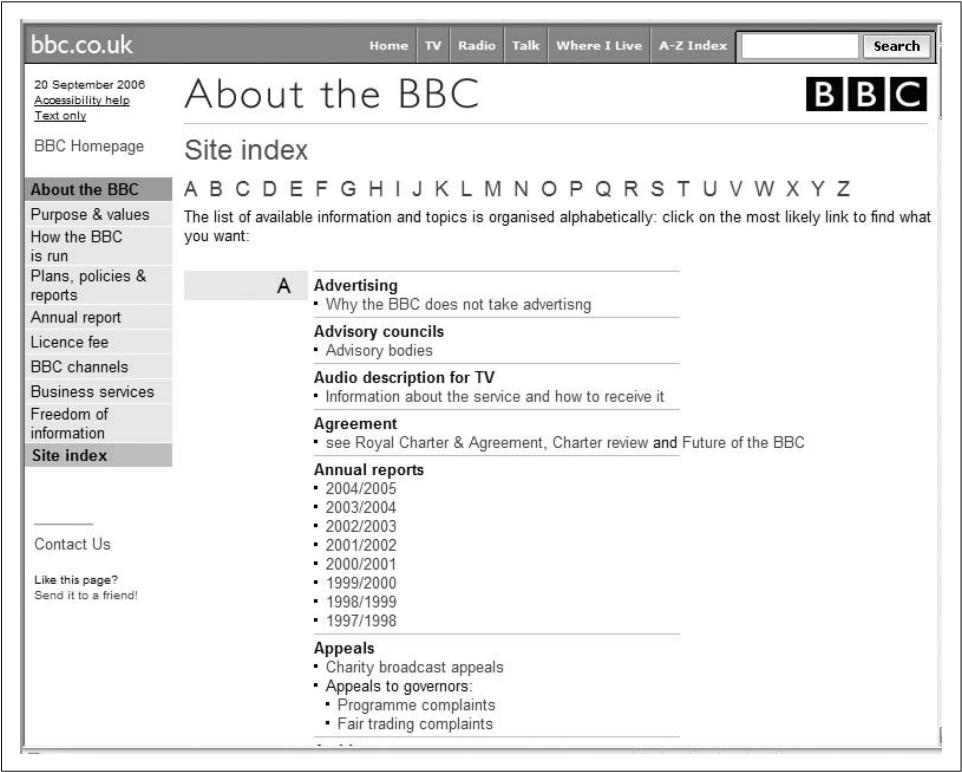 bbc.co.uk
Home TV Radio Talk Where I Live A-Z Index Search
20 September 2006
Accessibility help
Text only
About the BBC
BBC
BBC Homepage
Site index
About the BBC
Purpose & values
How the BBC
is run
Plans, policies &
reports
Annual report
Licence fee
BBC channels
Business services
Freedom of
information
Site index
Contact Us
Like this page?
Send it to a friend!
A B C D E F G H I J K L M N O P Q R S T U V W X Y Z
The list of available information and topics is organised alphabetically: click on the most likely link to find what
you want:
A
Advertising
▪ Why the BBC does not take advertisng
Advisory councils
▪ Advisory bodies
Audio description for TV
▪ Information about the service and how to receive it
Agreement
▪ see Royal Charter & Agreement, Charter review and Future of the BBC
Annual reports
▪ 2004/2005
▪ 2003/2004
▪ 2002/2003
▪ 2001/2002
▪ 2000/2001
▪ 1999/2000
▪ 1998/1999
▪ 1997/1998
Appeals
▪ Charity broadcast appeals
▪ Appeals to governors:
▪ Programme complaints
▪ Fair trading complaints